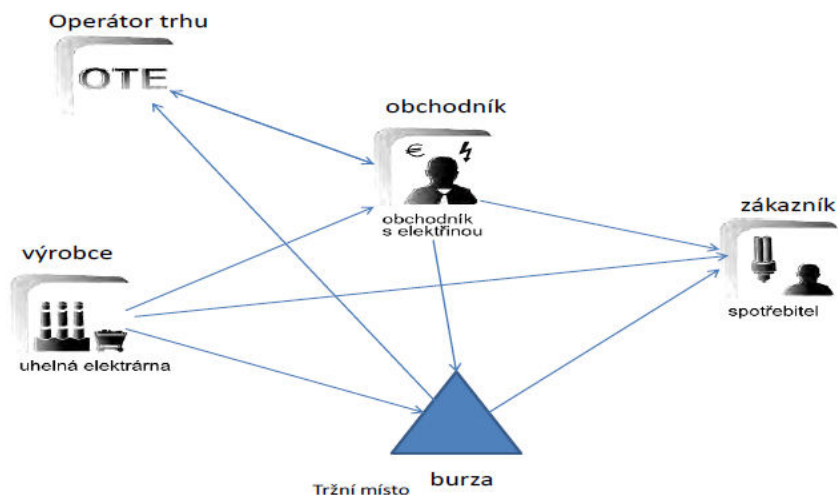 Operátor trhu
OTE
obchodník
€
obchodník
s elektřinou
zákazník
spotřebitel
výrobce
uhelná elektrárna
burza
Tržní místo